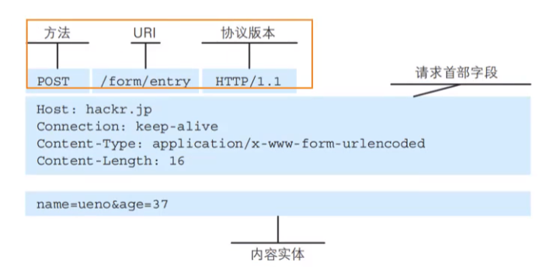 方法 URI 协议版本
POST /form/entry HTTP/1.1
请求首部字段
Host: hackr.jp
Connection: keep-alive
Content-Type: application/x-www-form-urlencoded
Content-Length: 16
name=ueno&age=37
内容实体